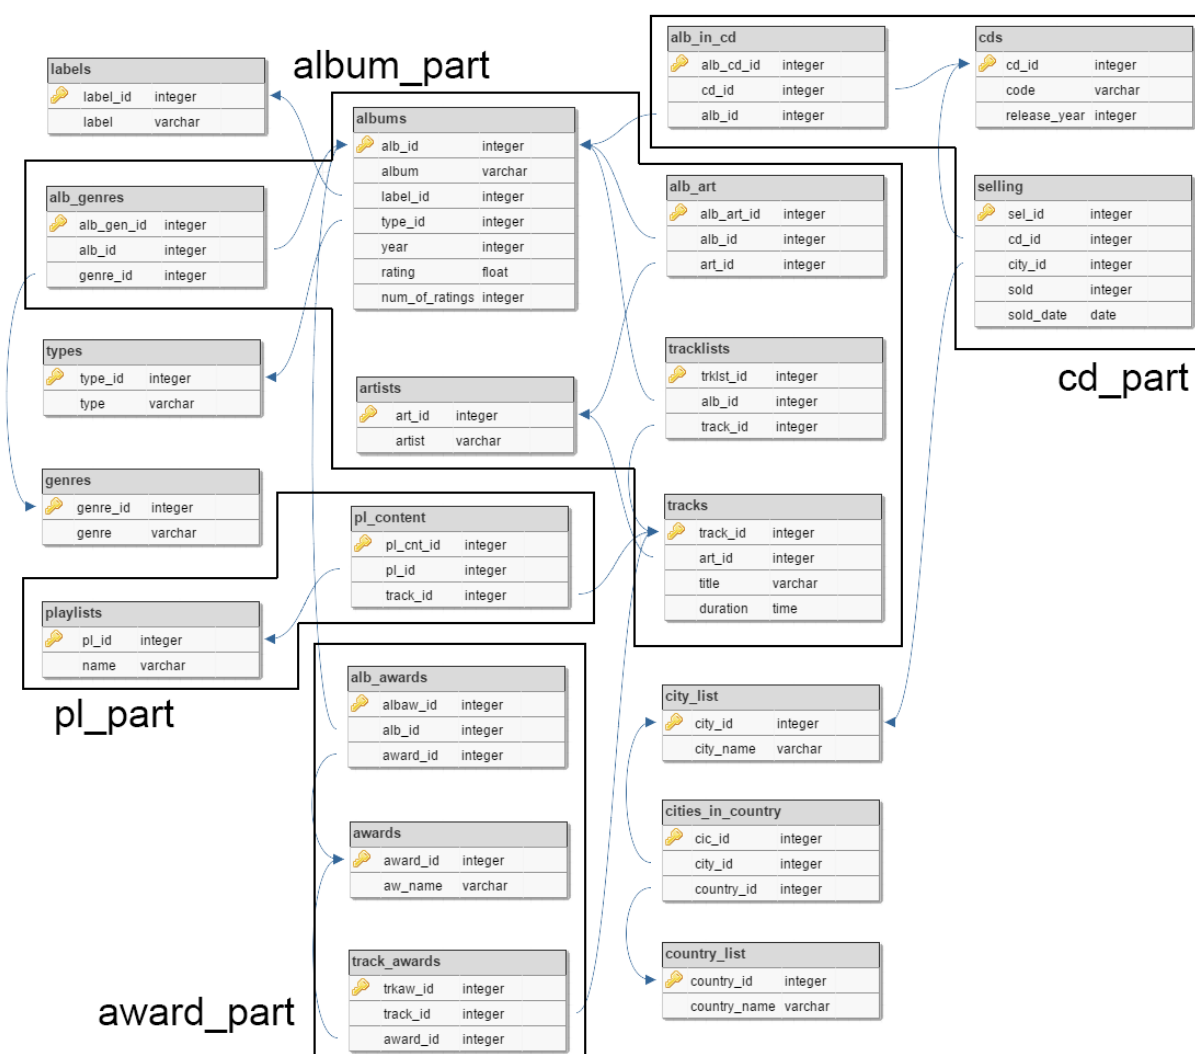 labels
label_id integer
label varchar
album_part
albums
alb_id integer
album varchar
label_id integer
type_id integer
year integer
rating float
num_of_ratings integer
alb_in_cd
alb_cd_id integer
cd_id integer
alb_id integer
cds
cd_id integer
code varchar
release_year integer
alb_genres
alb_gen_id integer
alb_id integer
genre_id integer
alb_art
alb_art_id integer
alb_id integer
art_id integer
selling
sel_id integer
cd_id integer
city_id integer
sold integer
sold_date date
cd_part
types
type_id integer
type varchar
artists
art_id integer
artist varchar
tracklists
trklst_id integer
alb_id integer
track_id integer
genres
genre_id integer
genre varchar
pl_content
pl_cnt_id integer
pl_id integer
track_id integer
tracks
track_id integer
art_id integer
title varchar
duration time
playlists
pl_id integer
name varchar
pl_part
alb_awards
albaw_id integer
alb_id integer
award_id integer
city_list
city_id integer
city_name varchar
awards
award_id integer
aw_name varchar
cities_in_country
cic_id integer
city_id integer
country_id integer
track_awards
trkaw_id integer
track_id integer
award_id integer
award_part
country_list
country_id integer
country_name varchar